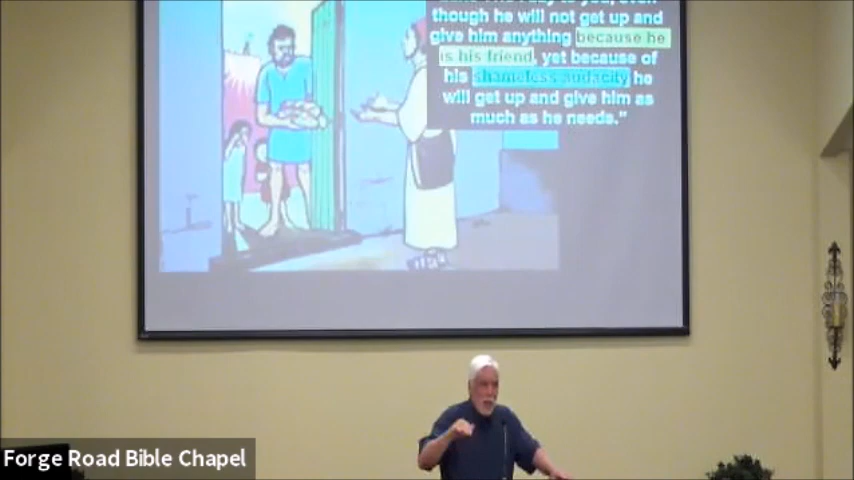 though he will not get up and
give him anything because he
is his friend, yet because of
his shameless audacity he
will get up and give him as
much as he needs."
Forge Road Bible Chapel